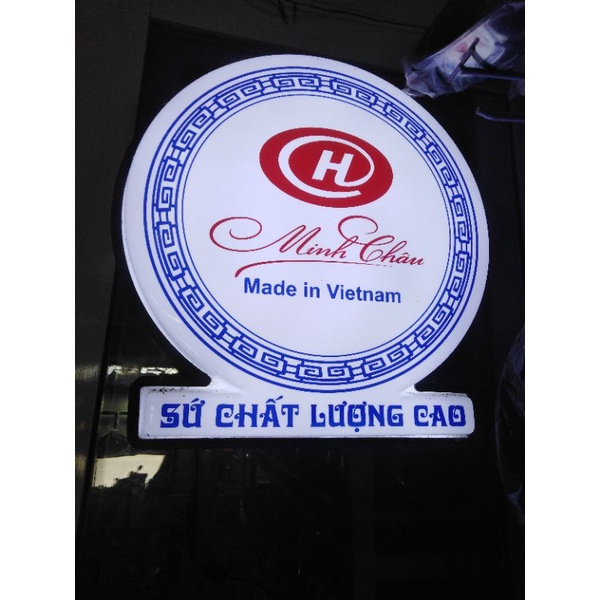 H
Minh Châu
Made in Vietnam
SỨ CHẤT LƯỢNG CAO